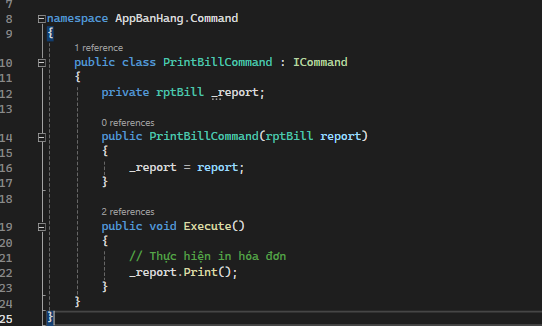 7
8 namespace AppBanHang.Command
9 {
1 reference
10 public class PrintBillCommand : ICommand
11 {
12 private rptBill _report;
13
0 references
14 public PrintBillCommand(rptBill report)
15 {
16 _report = report;
17 }
18
2 references
19 public void Execute()
20 {
21 // Thực hiện in hóa đơn
22 _report.Print();
23 }
24 }
25 }